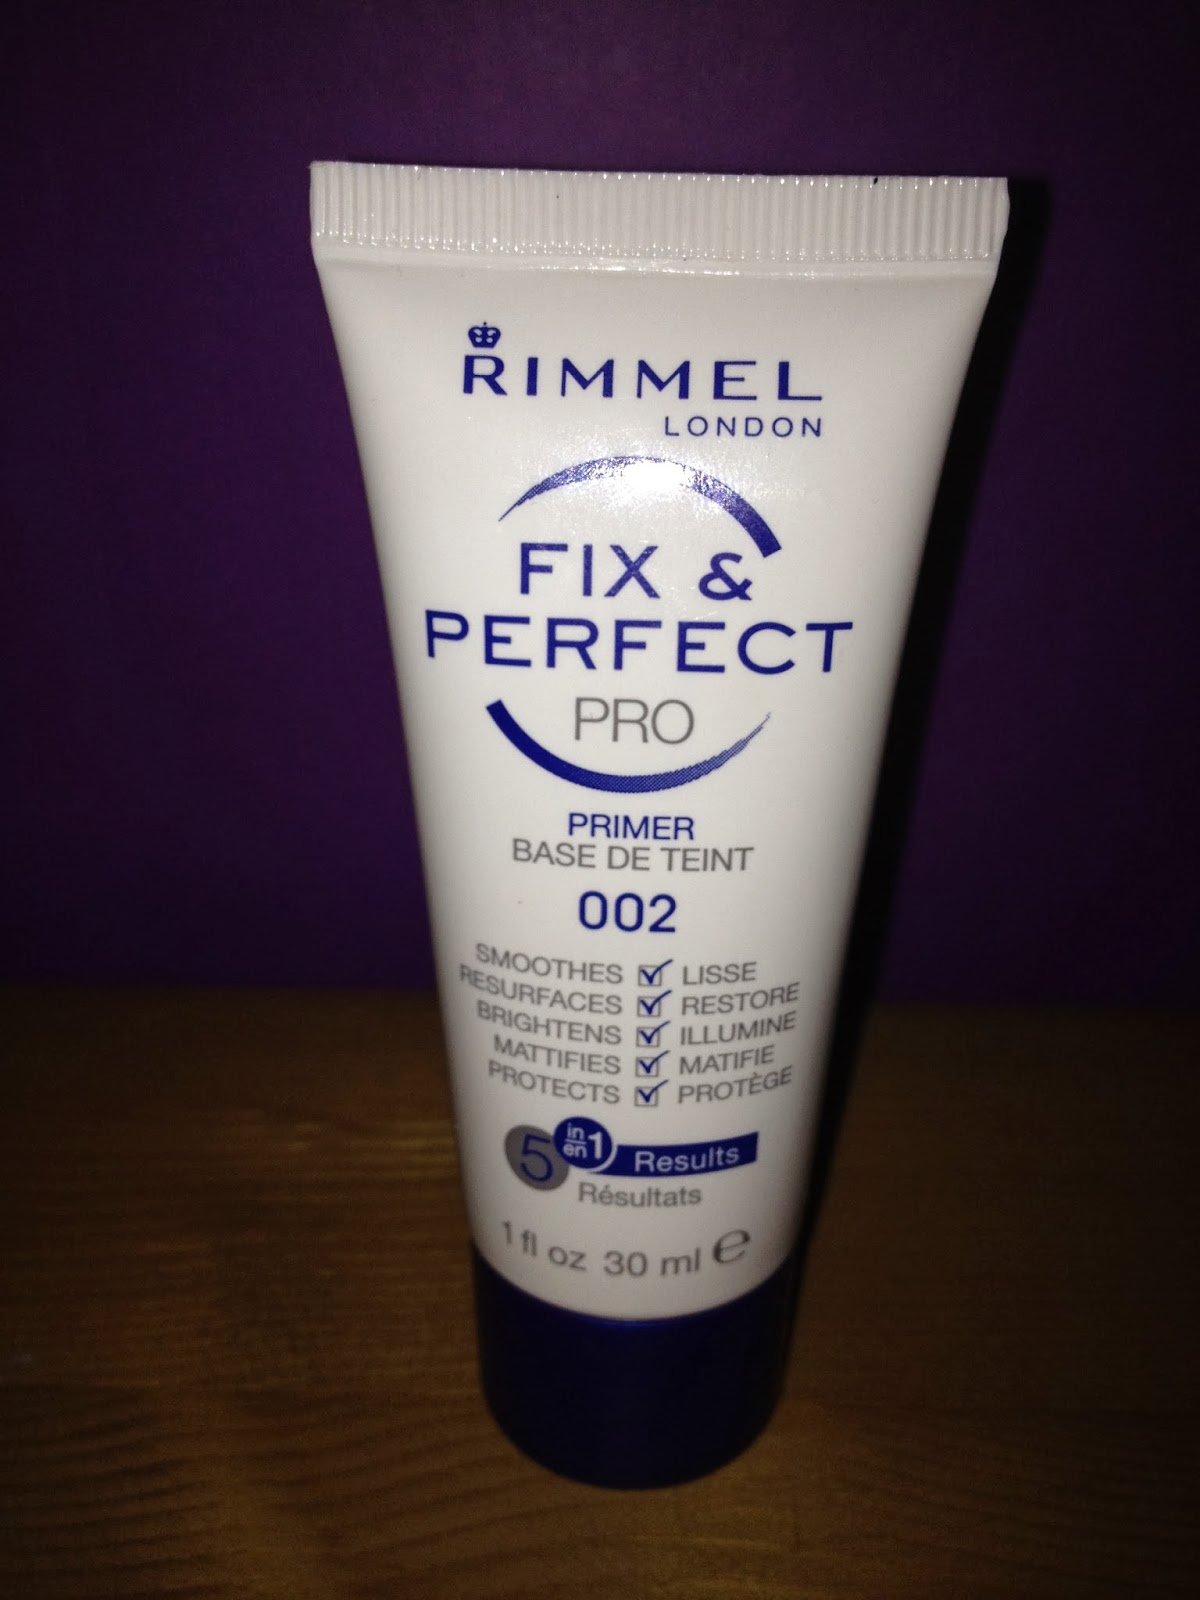 RIMMEL
LONDON
FIX &
PERFECT
PRO
PRIMER
BASE DE TEINT
002
SMOOTHES LISSE
RESURFACES RESTORE
BRIGHTENS ILLUMINE
MATTIFIES MATIFIE
PROTECTS PROTÈGE
5 in/en 1 Results
Résultats
1 fl oz 30 ml ℮